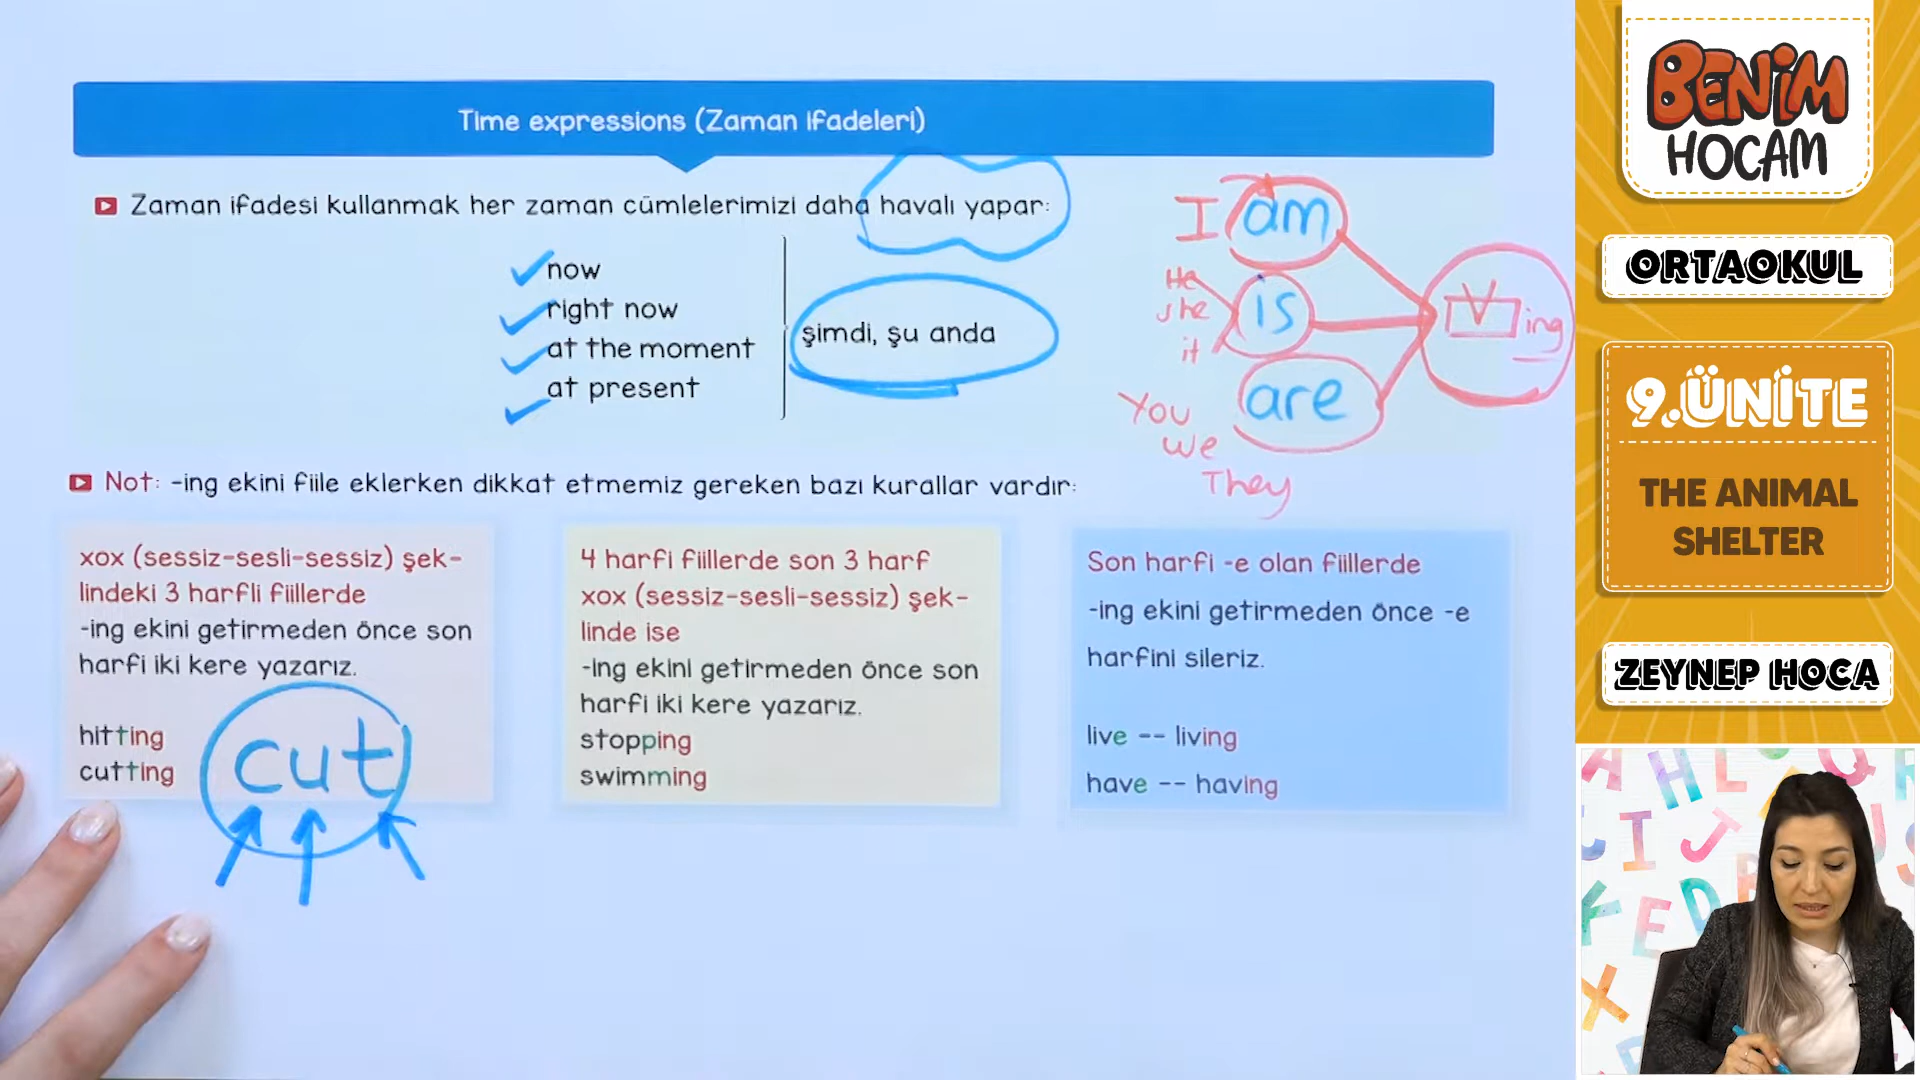 Time expressions (Zaman ifadeleri)
Zaman ifadesi kullanmak her zaman cümlelerimizi daha havalı yapar:
now
right now
at the moment
at present
şimdi, şu anda
I am
He
she
it
is
You
we
They
are
V ing
Not: -ing ekini fiile eklerken dikkat etmemiz gereken bazı kurallar vardır:
xox (sessiz-sesli-sessiz) şek-
lindeki 3 harfli fiillerde
-ing ekini getirmeden önce son
harfi iki kere yazarız.
hitting
cutting
cut
4 harfi fiillerde son 3 harf
xox (sessiz-sesli-sessiz) şek-
linde ise
-ing ekini getirmeden önce son
harfi iki kere yazarız.
stopping
swimming
Son harfi -e olan fiillerde
-ing ekini getirmeden önce -e
harfini sileriz.
live -- living
have -- having
BENİM
HOCAM
ORTAOKUL
9.ÜNİTE
THE ANIMAL
SHELTER
ZEYNEP HOCA